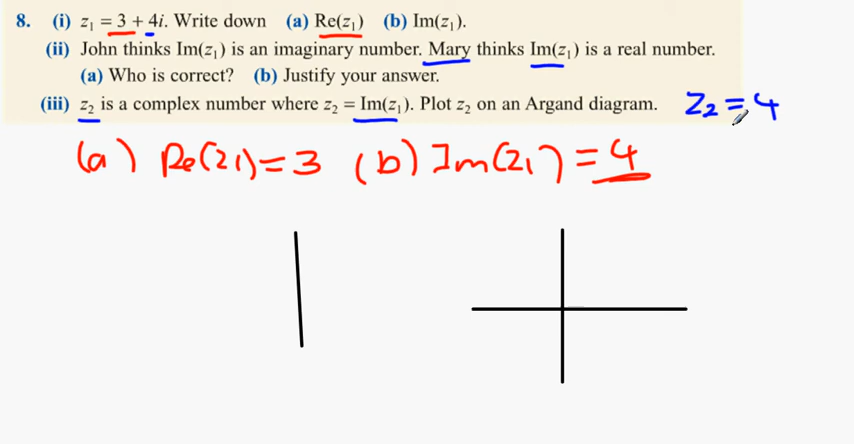 8. (i) z₁ = 3 + 4i. Write down (a) Re(z₁) (b) Im(z₁).
(ii) John thinks Im(z₁) is an imaginary number. Mary thinks Im(z₁) is a real number.
(a) Who is correct? (b) Justify your answer.
(iii) z₂ is a complex number where z₂ = Im(z₁). Plot z₂ on an Argand diagram. Z₂ = 4
(a) Re(z₁) = 3 (b) Im(z₁) = 4